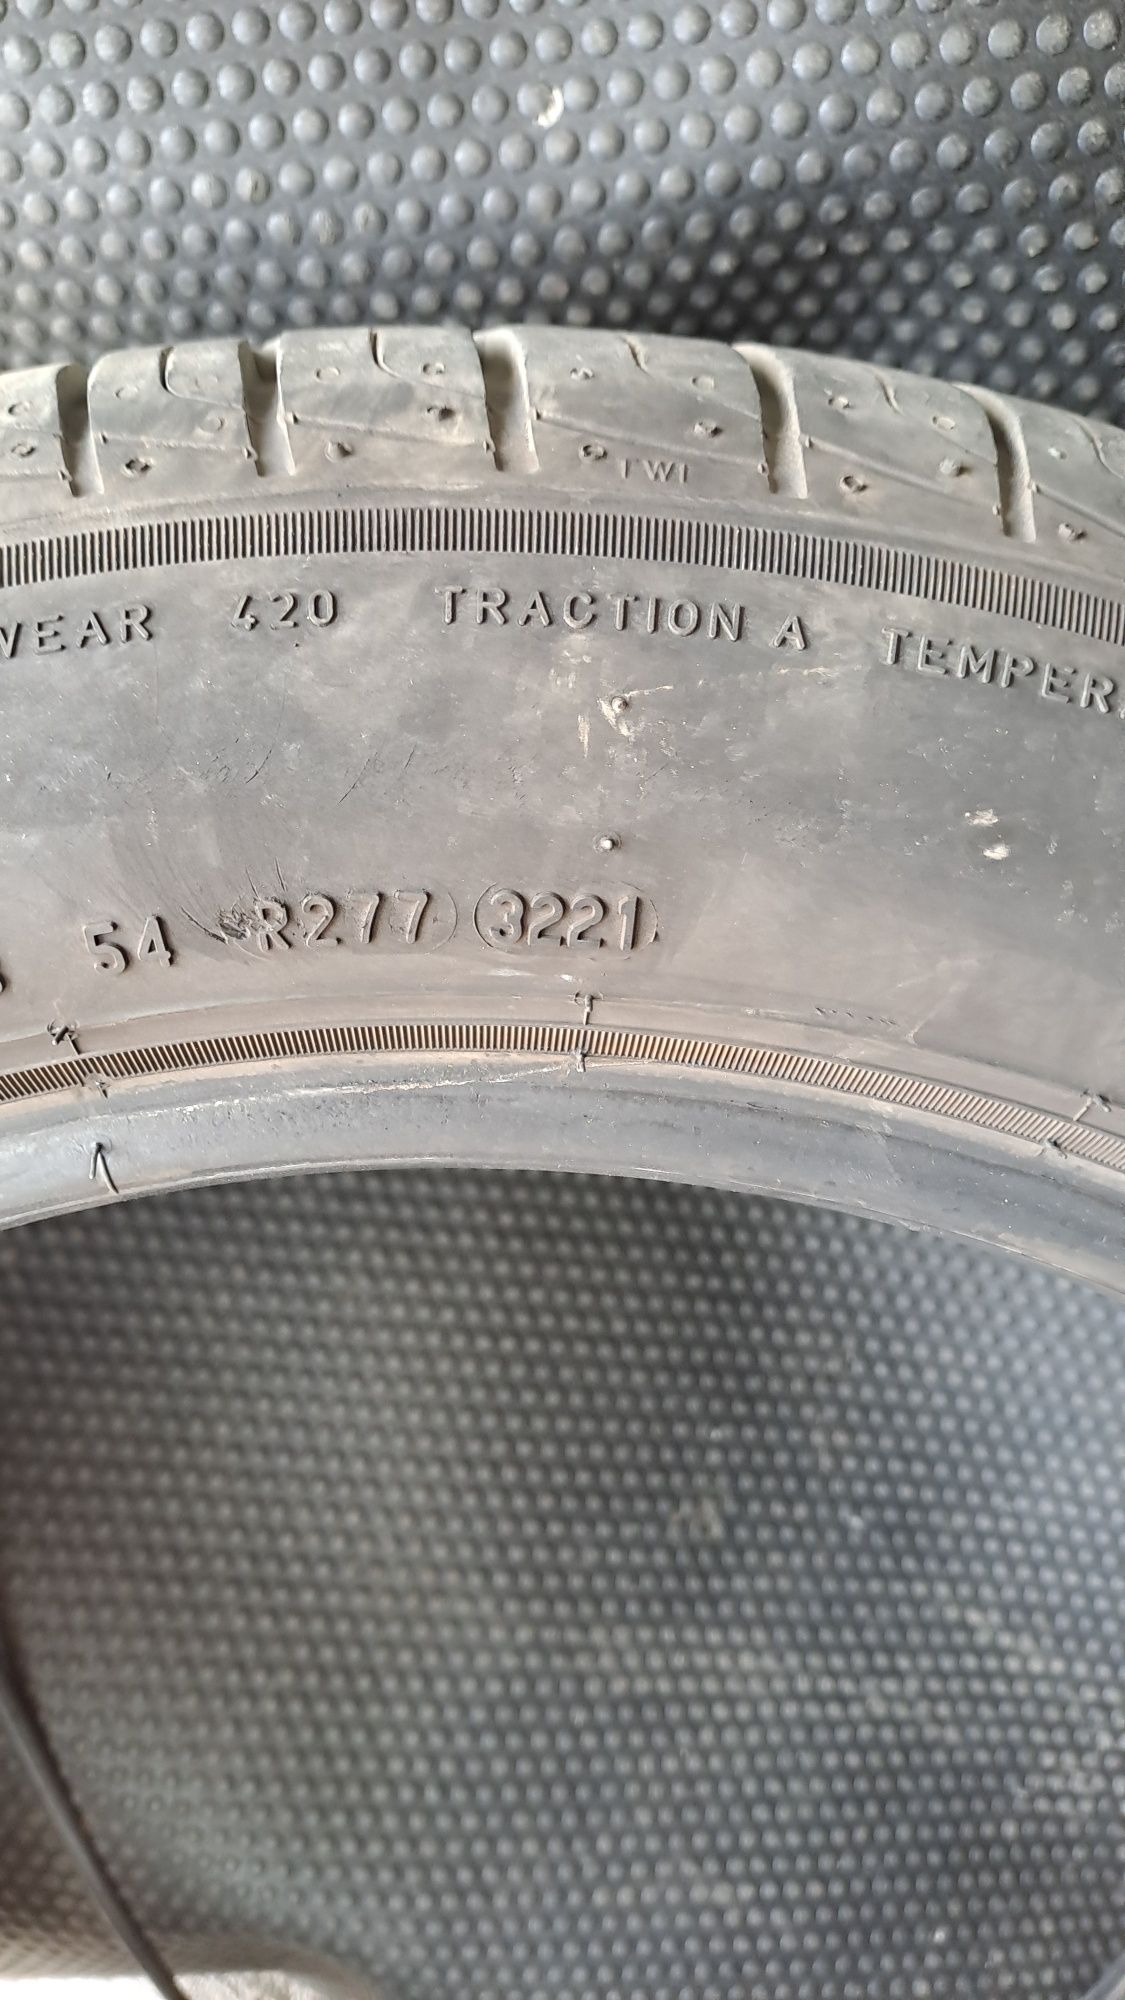 TWI
WEAR 420 TRACTION A TEMPER
54 R277 3221